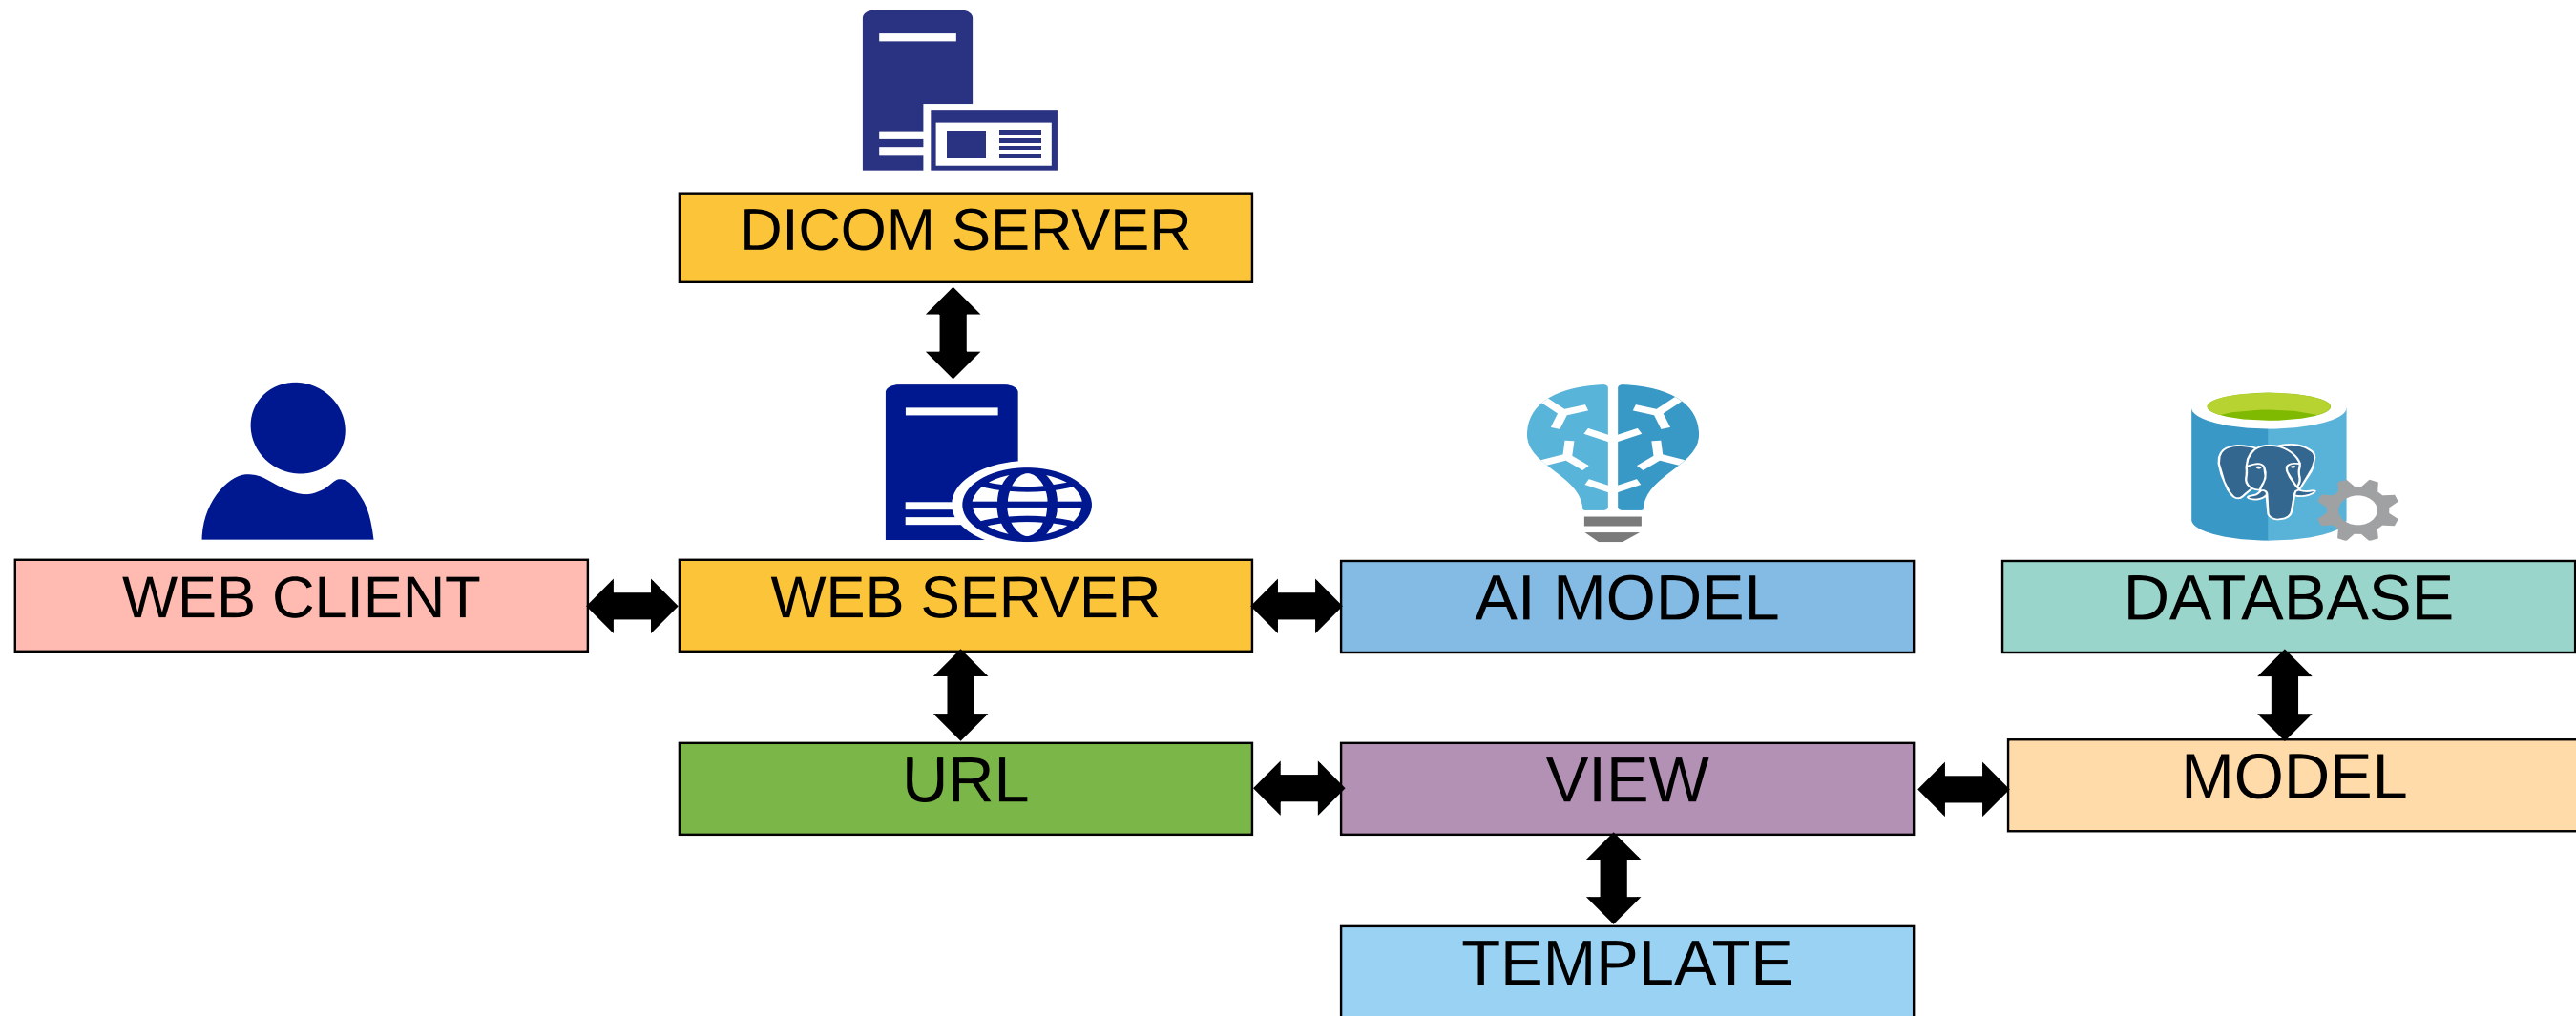 DICOM SERVER
WEB CLIENT
WEB SERVER
AI MODEL
DATABASE
URL
VIEW
MODEL
TEMPLATE